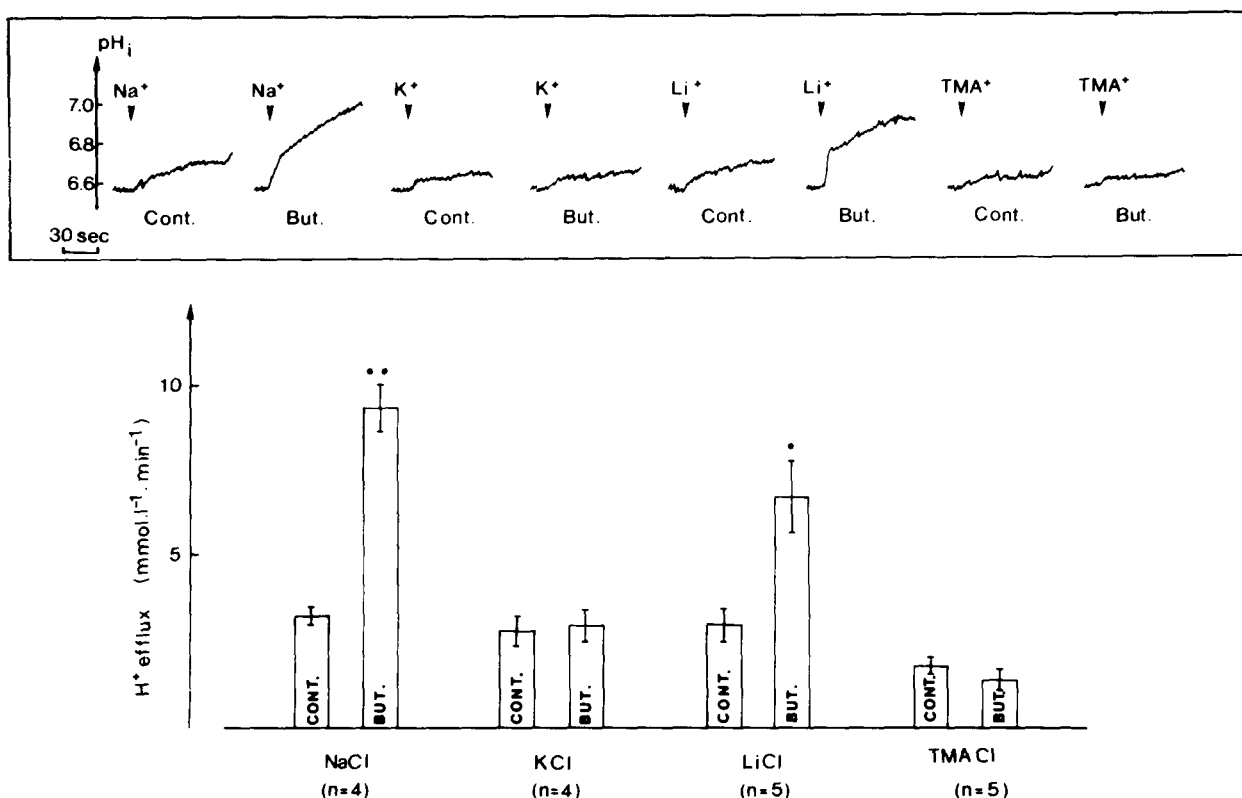 pHi
Na+ Na+ K+ K+ Li+ Li+ TMA+ TMA+
7.0
6.8
6.6
Cont. But. Cont. But. Cont. But. Cont. But.
30 sec
H+ efflux (mmol.l-1.min-1)
10
5
CONT. BUT. CONT. BUT. CONT. BUT. CONT. BUT.
NaCl KCl LiCl TMACl
(n=4) (n=4) (n=5) (n=5)